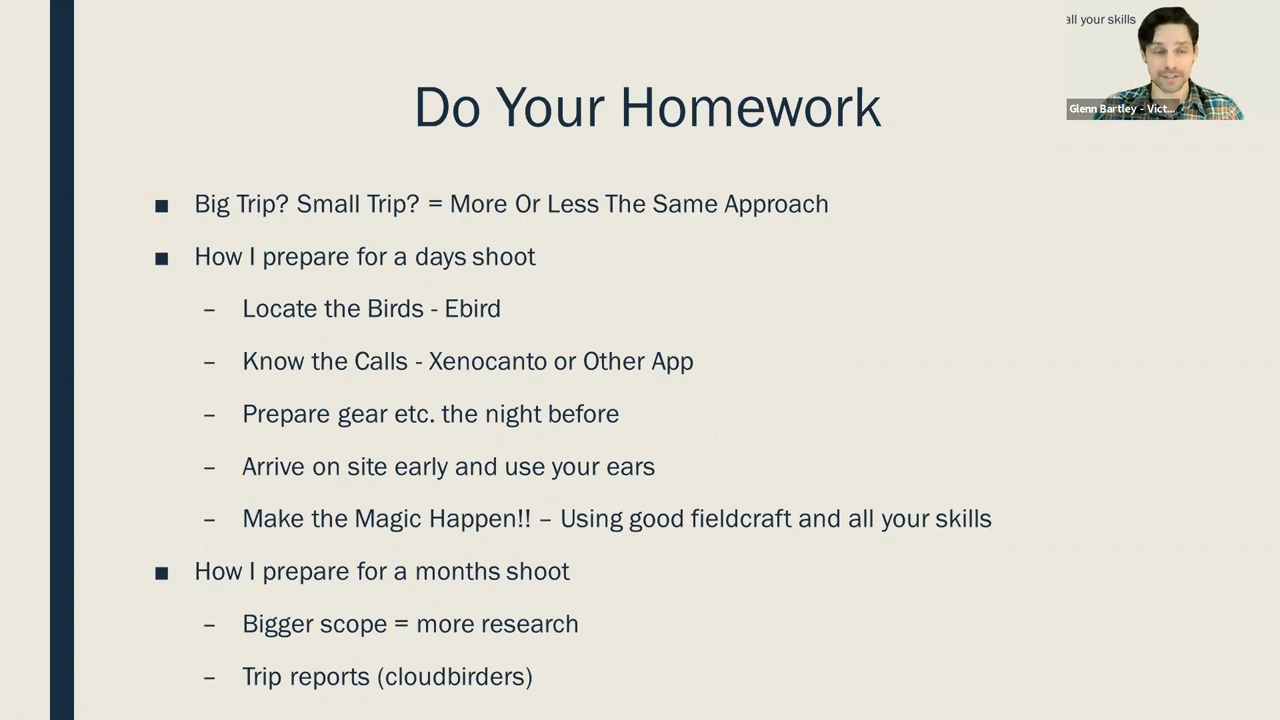 all your skills
Glenn Bartley - Vict...
Do Your Homework
■ Big Trip? Small Trip? = More Or Less The Same Approach
■ How I prepare for a days shoot
– Locate the Birds - Ebird
– Know the Calls - Xenocanto or Other App
– Prepare gear etc. the night before
– Arrive on site early and use your ears
– Make the Magic Happen!! – Using good fieldcraft and all your skills
■ How I prepare for a months shoot
– Bigger scope = more research
– Trip reports (cloudbirders)